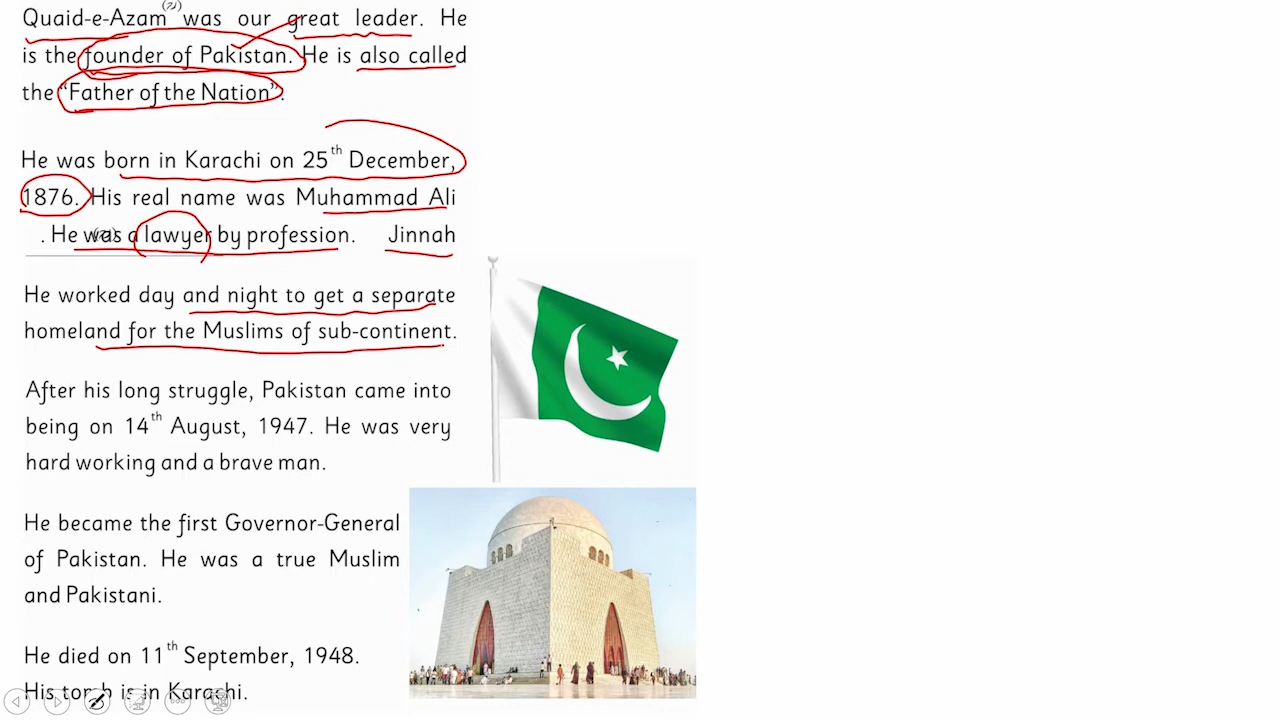 Quaid-e-Azam(رح) was our great leader. He
is the founder of Pakistan. He is also called
the "Father of the Nation".
He was born in Karachi on 25th December,
1876. His real name was Muhammad Ali
. He was a lawyer by profession. Jinnah
He worked day and night to get a separate
homeland for the Muslims of sub-continent.
After his long struggle, Pakistan came into
being on 14th August, 1947. He was very
hard working and a brave man.
He became the first Governor-General
of Pakistan. He was a true Muslim
and Pakistani.
He died on 11th September, 1948.
His torch is in Karachi.